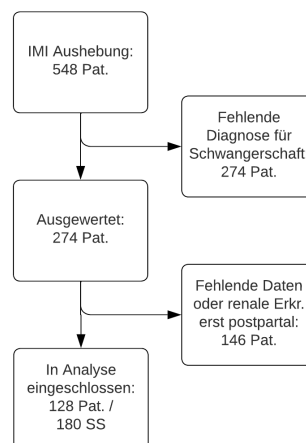 IMI Aushebung:
548 Pat.
Fehlende
Diagnose für
Schwangerschaft:
274 Pat.
Ausgewertet:
274 Pat.
Fehlende Daten
oder renale Erkr.
erst postpartal:
146 Pat.
In Analyse
eingeschlossen:
128 Pat. /
180 SS